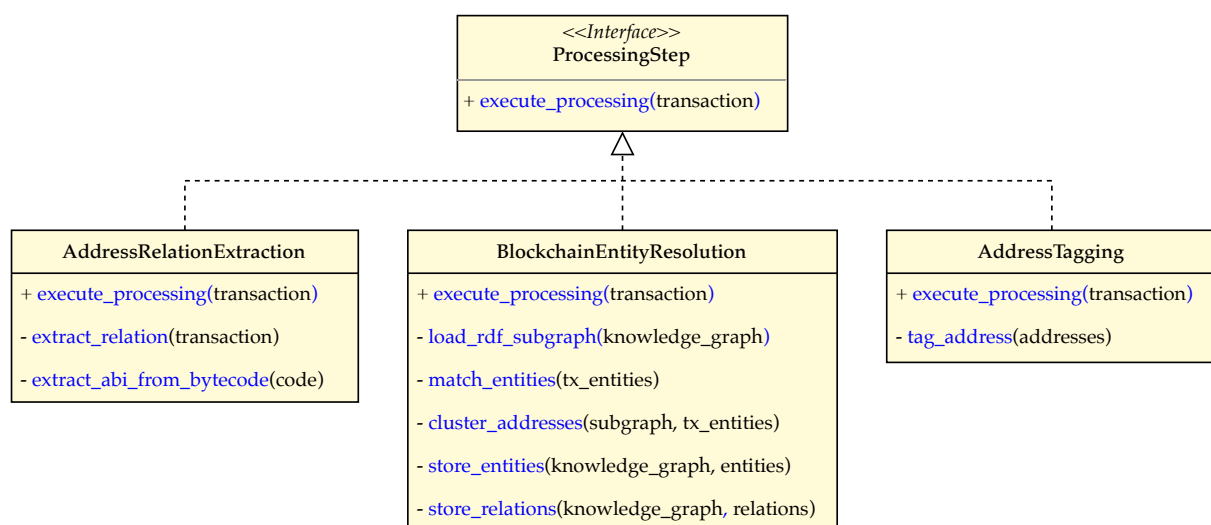 <<Interface>>
ProcessingStep
+ execute_processing(transaction)
AddressRelationExtraction
+ execute_processing(transaction)
- extract_relation(transaction)
- extract_abi_from_bytecode(code)
BlockchainEntityResolution
+ execute_processing(transaction)
- load_rdf_subgraph(knowledge_graph)
- match_entities(tx_entities)
- cluster_addresses(subgraph, tx_entities)
- store_entities(knowledge_graph, entities)
- store_relations(knowledge_graph, relations)
AddressTagging
+ execute_processing(transaction)
- tag_address(addresses)